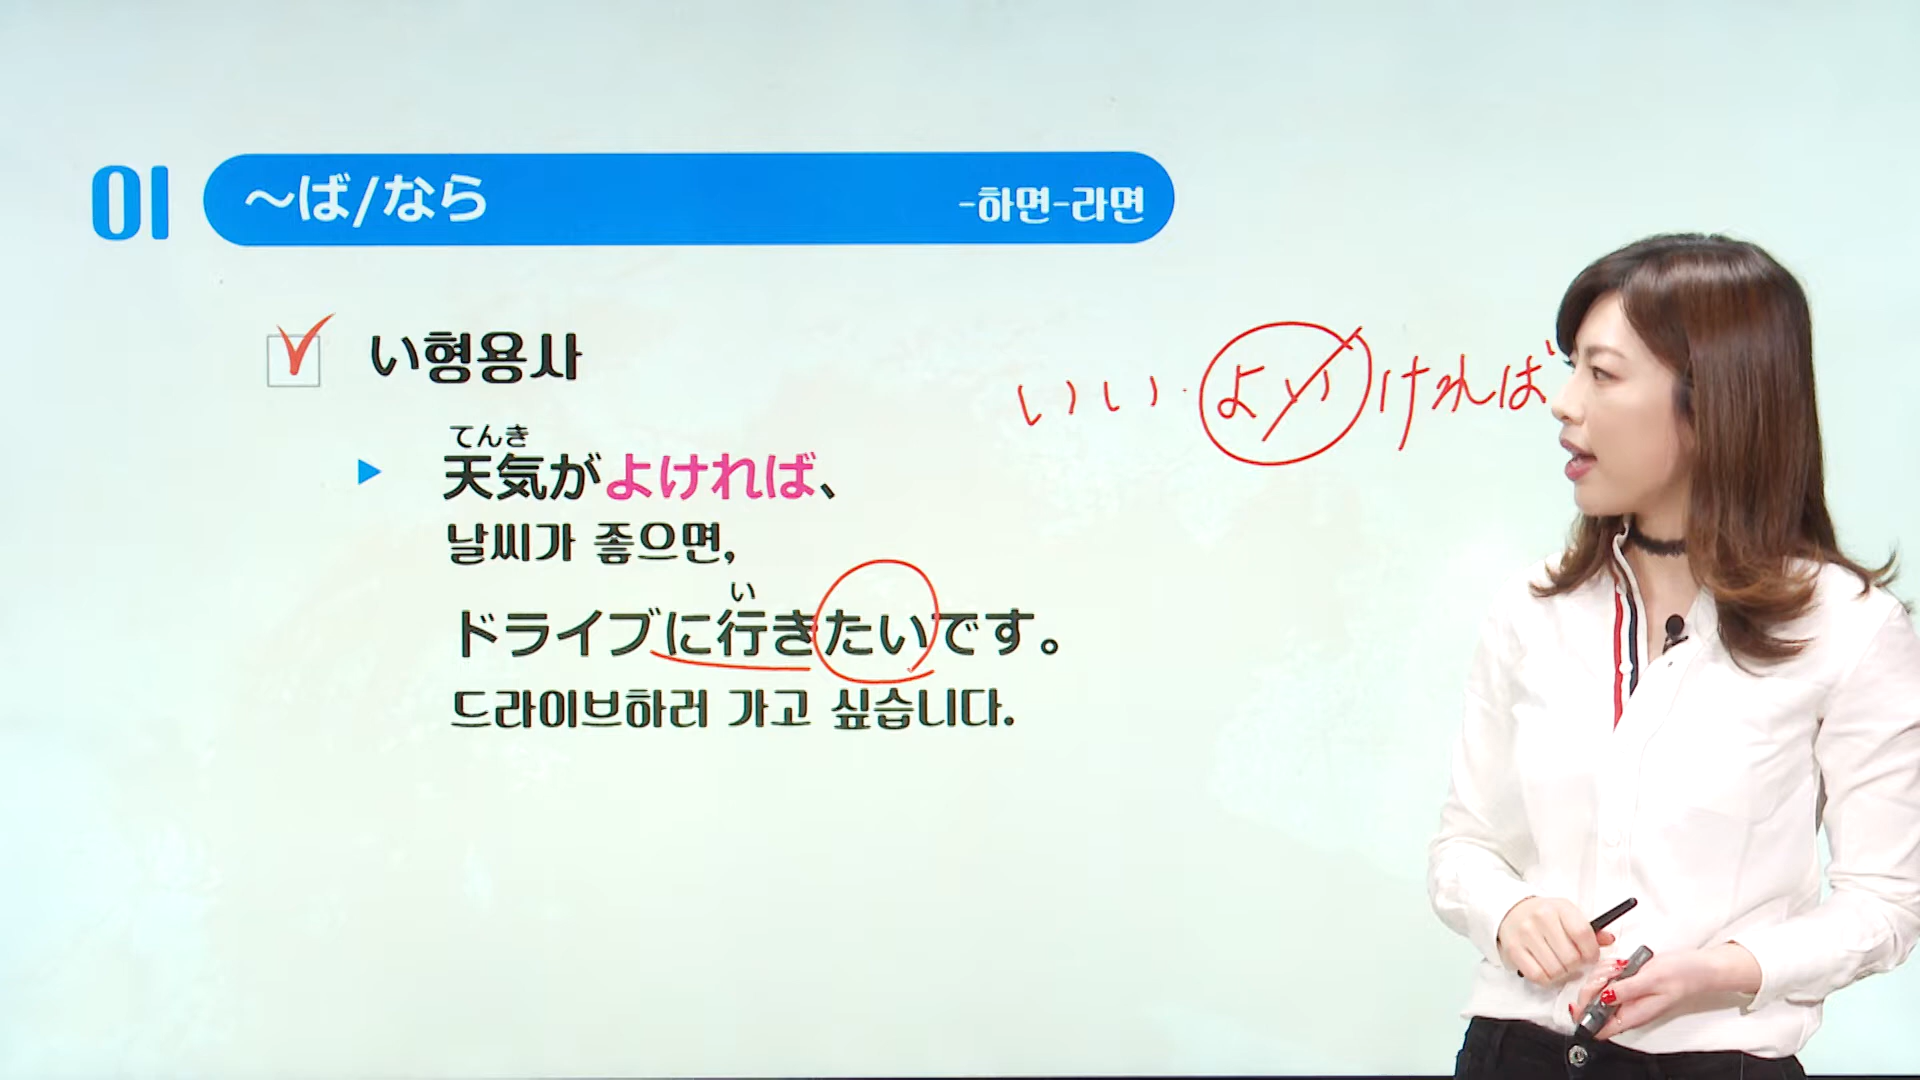 01 ～ば/なら -하면-라면
い형용사
いい よい ければ
てんき
天気がよければ、
날씨가 좋으면,
い
ドライブに行きたいです。
드라이브하러 가고 싶습니다.